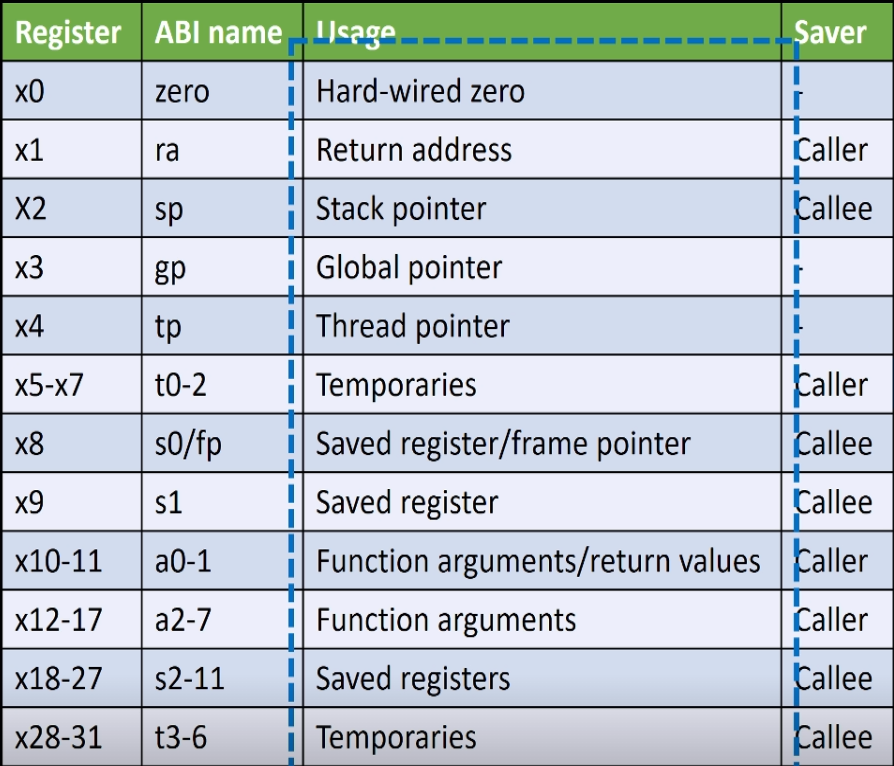 Register ABI name Usage Saver
x0 zero Hard-wired zero -
x1 ra Return address Caller
X2 sp Stack pointer Callee
x3 gp Global pointer -
x4 tp Thread pointer -
x5-x7 t0-2 Temporaries Caller
x8 s0/fp Saved register/frame pointer Callee
x9 s1 Saved register Callee
x10-11 a0-1 Function arguments/return values Caller
x12-17 a2-7 Function arguments Caller
x18-27 s2-11 Saved registers Callee
x28-31 t3-6 Temporaries Callee